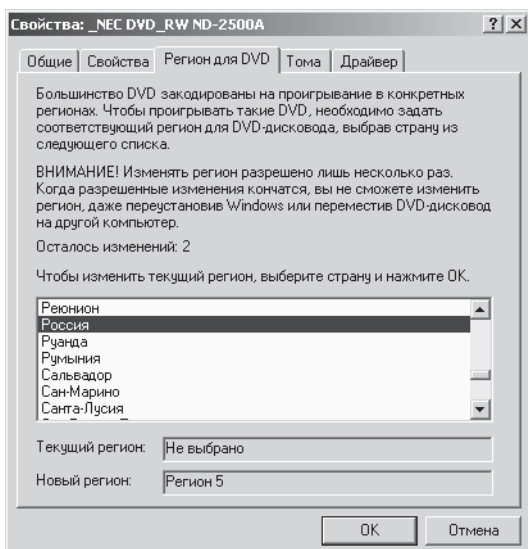 Свойства: _NEC DVD_RW ND-2500A
Общие Свойства Регион для DVD Тома Драйвер
Большинство DVD закодированы на проигрывание в конкретных
регионах. Чтобы проигрывать такие DVD, необходимо задать
соответствующий регион для DVD-дисковода, выбрав страну из
следующего списка.
ВНИМАНИЕ! Изменять регион разрешено лишь несколько раз.
Когда разрешенные изменения кончатся, вы не сможете изменить
регион, даже переустановив Windows или переместив DVD-дисковод
на другой компьютер.
Осталось изменений: 2
Чтобы изменить текущий регион, выберите страну и нажмите OK.
Реюнион
Россия
Руанда
Румыния
Сальвадор
Сан-Марино
Санта-Лусия
Текущий регион: Не выбрано
Новый регион: Регион 5
OK Отмена